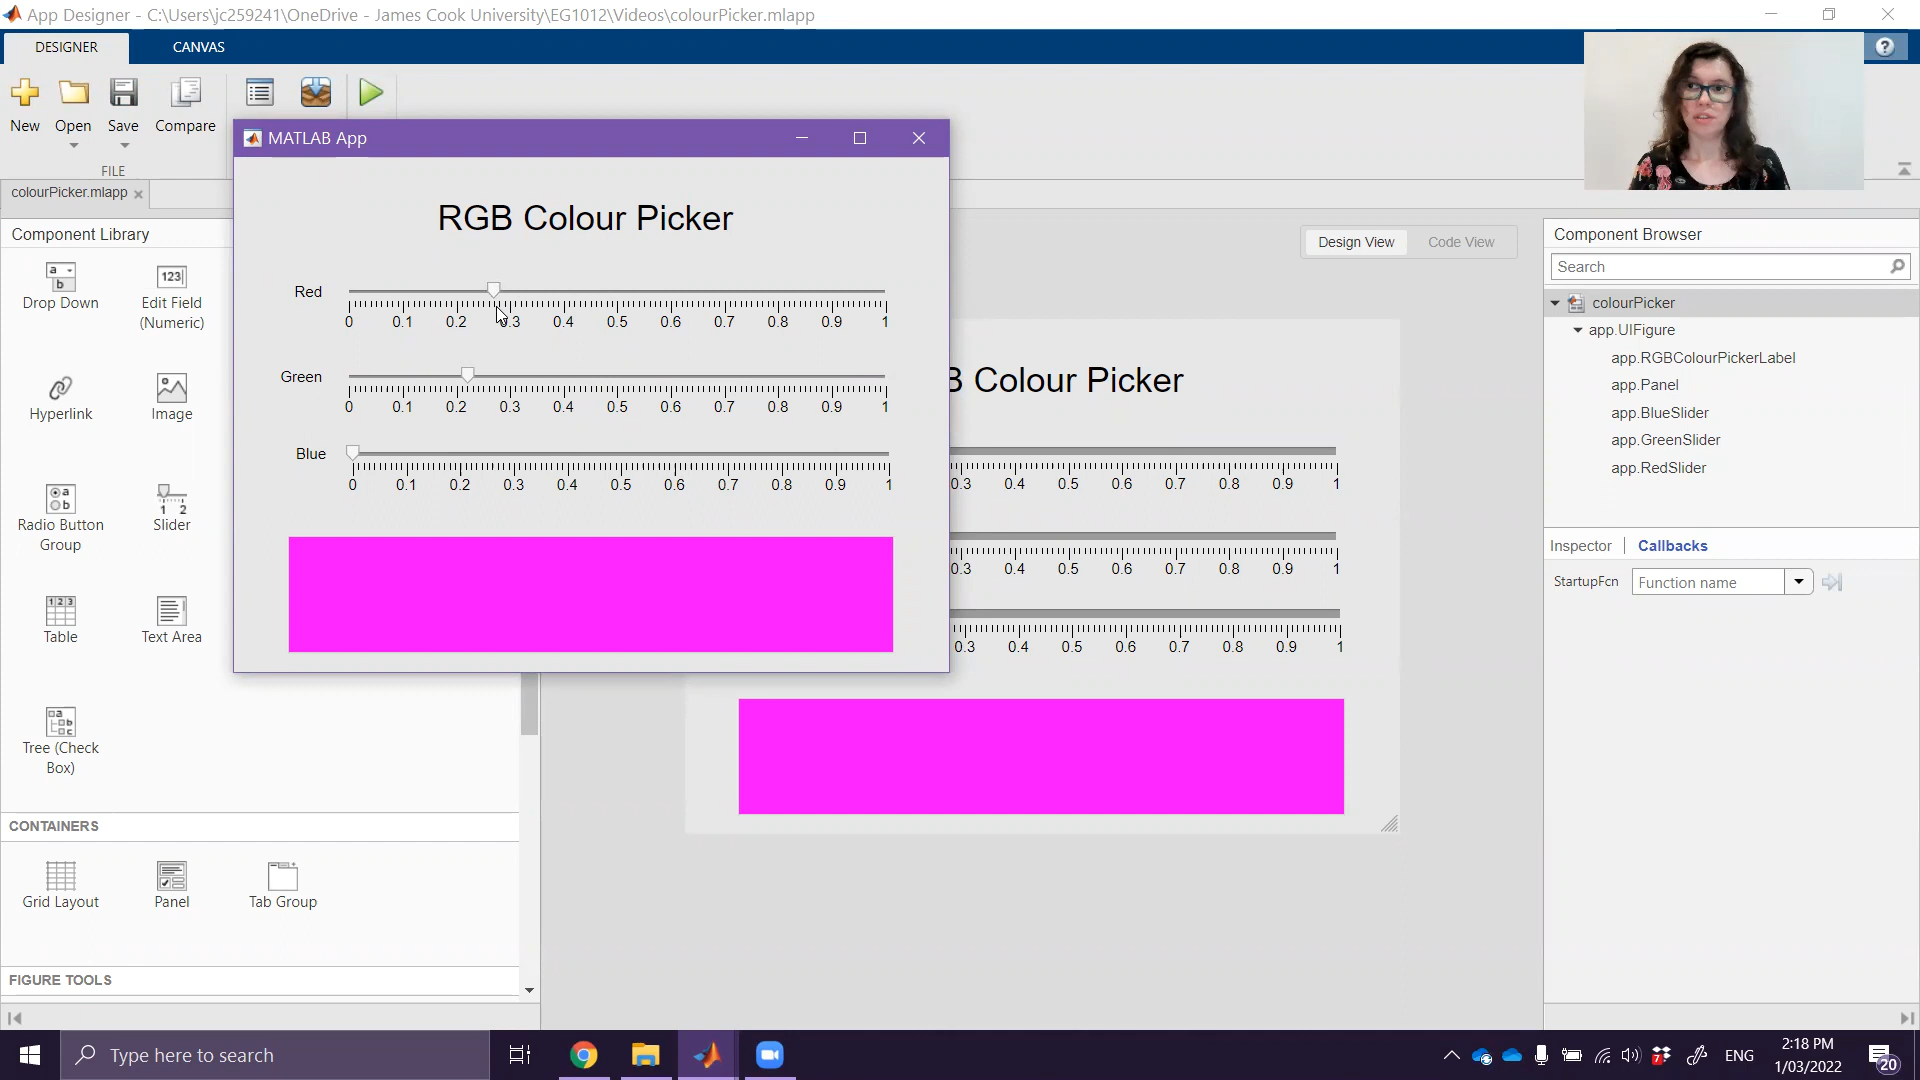 App Designer - C:\Users\jc259241\OneDrive - James Cook University\EG1012\Videos\colourPicker.mlapp
DESIGNER
CANVAS
?
New
Open
Save
Compare
FILE
MATLAB App
colourPicker.mlapp
Component Library
Drop Down
Edit Field
(Numeric)
Hyperlink
Image
Radio Button
Group
Slider
Table
Text Area
Tree (Check
Box)
CONTAINERS
Grid Layout
Panel
Tab Group
FIGURE TOOLS
RGB Colour Picker
Red
0 0.1 0.2 0.3 0.4 0.5 0.6 0.7 0.8 0.9 1
Green
0 0.1 0.2 0.3 0.4 0.5 0.6 0.7 0.8 0.9 1
Blue
0 0.1 0.2 0.3 0.4 0.5 0.6 0.7 0.8 0.9 1
Design View
Code View
B Colour Picker
0.3 0.4 0.5 0.6 0.7 0.8 0.9 1
0.3 0.4 0.5 0.6 0.7 0.8 0.9 1
0.3 0.4 0.5 0.6 0.7 0.8 0.9 1
Component Browser
Search
colourPicker
app.UIFigure
app.RGBColourPickerLabel
app.Panel
app.BlueSlider
app.GreenSlider
app.RedSlider
Inspector
Callbacks
StartupFcn
Function name
Type here to search
ENG
2:18 PM
1/03/2022
20